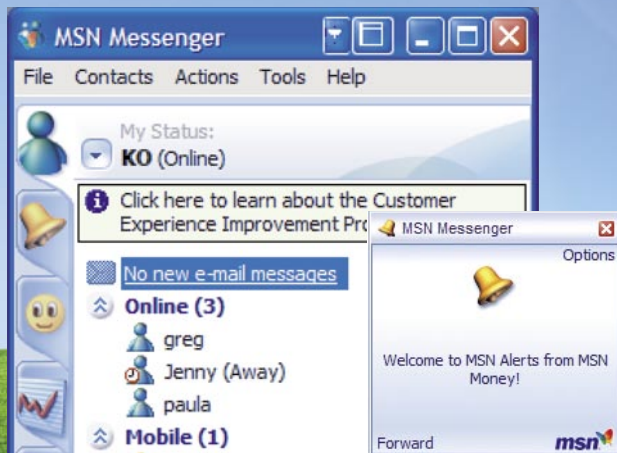 MSN Messenger
File Contacts Actions Tools Help
My Status:
KO (Online)
Click here to learn about the Customer
Experience Improvement Pro
No new e-mail messages
Online (3)
greg
Jenny (Away)
paula
Mobile (1)
MSN Messenger
Options
Welcome to MSN Alerts from MSN
Money!
Forward
msn